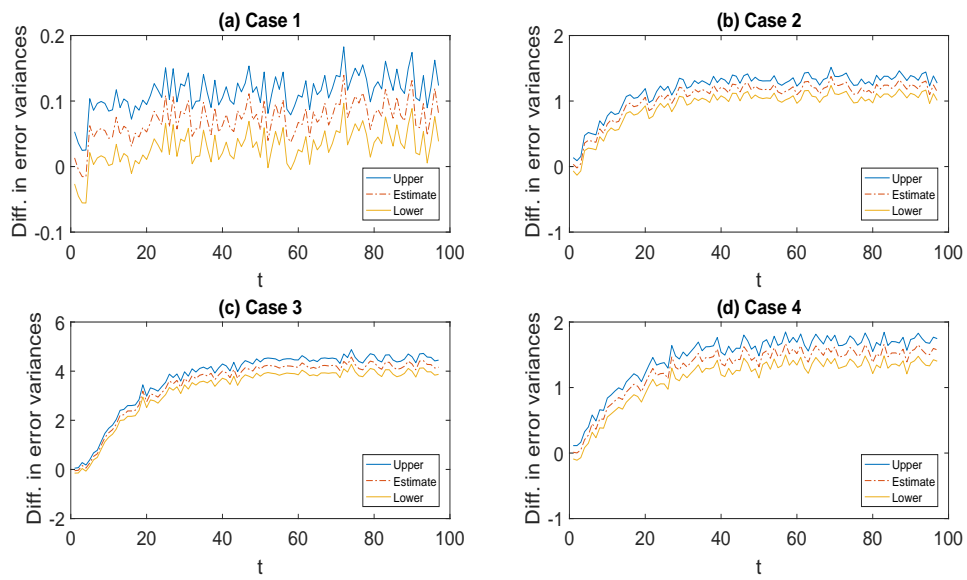 (a) Case 1
Diff. in error variances
0.2
0.1
0
-0.1
0 20 40 60 80 100
t
Upper
Estimate
Lower
(b) Case 2
Diff. in error variances
2
1
0
-1
0 20 40 60 80 100
t
Upper
Estimate
Lower
(c) Case 3
Diff. in error variances
6
4
2
0
-2
0 20 40 60 80 100
t
Upper
Estimate
Lower
(d) Case 4
Diff. in error variances
2
1
0
-1
0 20 40 60 80 100
t
Upper
Estimate
Lower